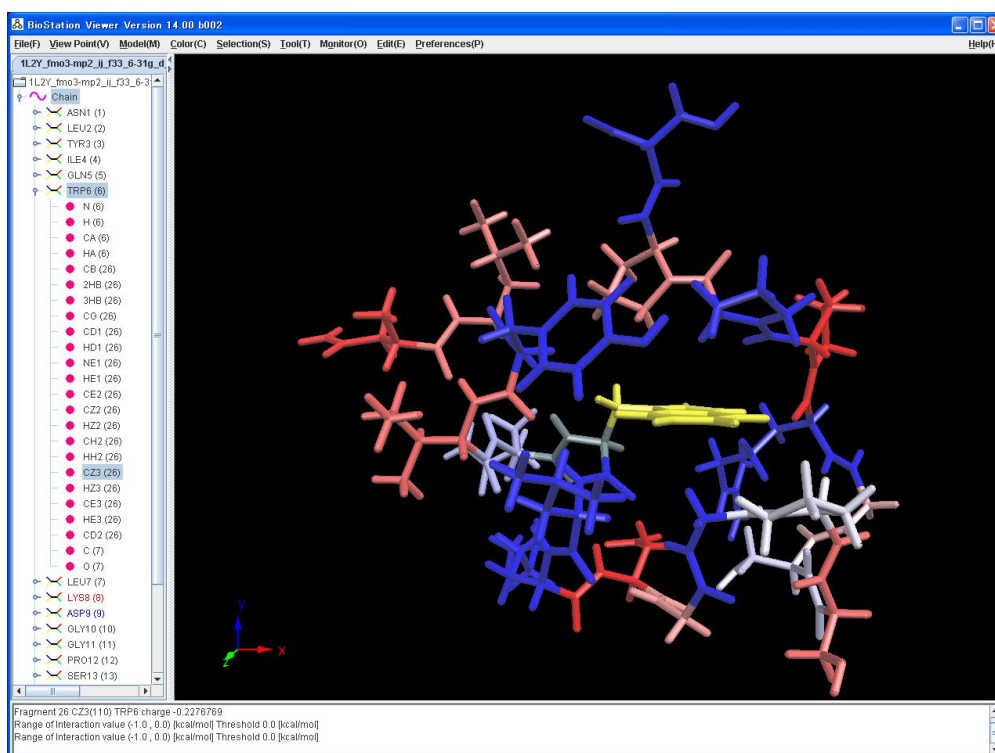 BioStation Viewer Version 14.00 b002
File(F) View Point(V) Model(M) Color(C) Selection(S) Tool(T) Monitor(O) Edit(E) Preferences(P) Help(H
1L2Y_fmo3-mp2_ij_f33_6-31g_d_
1L2Y_fmo3-mp2_ij_f33_6-31
Chain
ASN1 (1)
LEU2 (2)
TYR3 (3)
ILE4 (4)
GLN5 (5)
TRP6 (6)
N (6)
H (6)
CA (6)
HA (6)
CB (26)
2HB (26)
3HB (26)
CG (26)
CD1 (26)
HD1 (26)
NE1 (26)
HE1 (26)
CE2 (26)
CZ2 (26)
HZ2 (26)
CH2 (26)
HH2 (26)
CZ3 (26)
HZ3 (26)
CE3 (26)
HE3 (26)
CD2 (26)
C (7)
O (7)
LEU7 (7)
LYS8 (8)
ASP9 (9)
GLY10 (10)
GLY11 (11)
PRO12 (12)
SER13 (13)
y
x
z
Fragment 26 CZ3(110) TRP6 charge -0.2276769
Range of Interaction value (-1.0 , 0.0) [kcal/mol] Threshold 0.0 [kcal/mol]
Range of Interaction value (-1.0 , 0.0) [kcal/mol] Threshold 0.0 [kcal/mol]